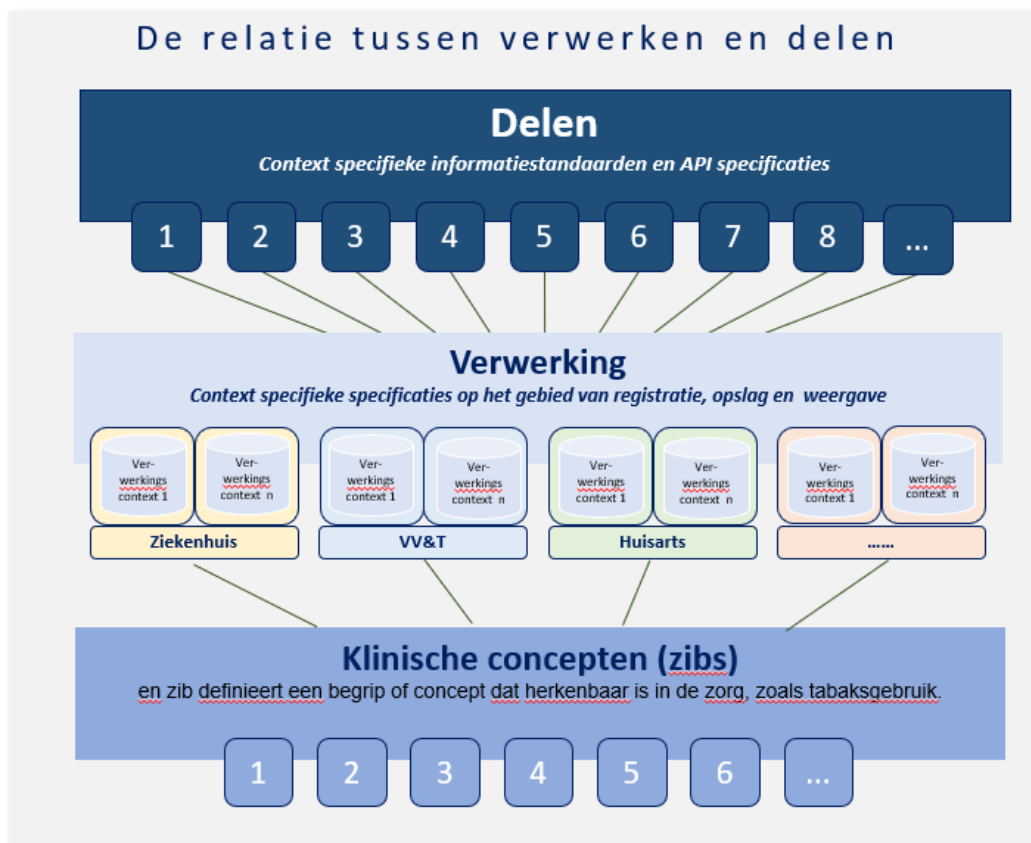 De relatie tussen verwerken en delen
Delen
Context specifieke informatiestandaarden en API specificaties
1 2 3 4 5 6 7 8 ...
Verwerking
Context specifieke specificaties op het gebied van registratie, opslag en weergave
Ver-
werkings
context 1
Ver-
werkings
context n
Ver-
werkings
context 1
Ver-
werkings
context n
Ver-
werkings
context 1
Ver-
werkings
context n
Ver-
werkings
context 1
Ver-
werkings
context n
Ziekenhuis
VV&T
Huisarts
......
Klinische concepten (zibs)
en zib definieert een begrip of concept dat herkenbaar is in de zorg, zoals tabaksgebruik.
1 2 3 4 5 6 ...